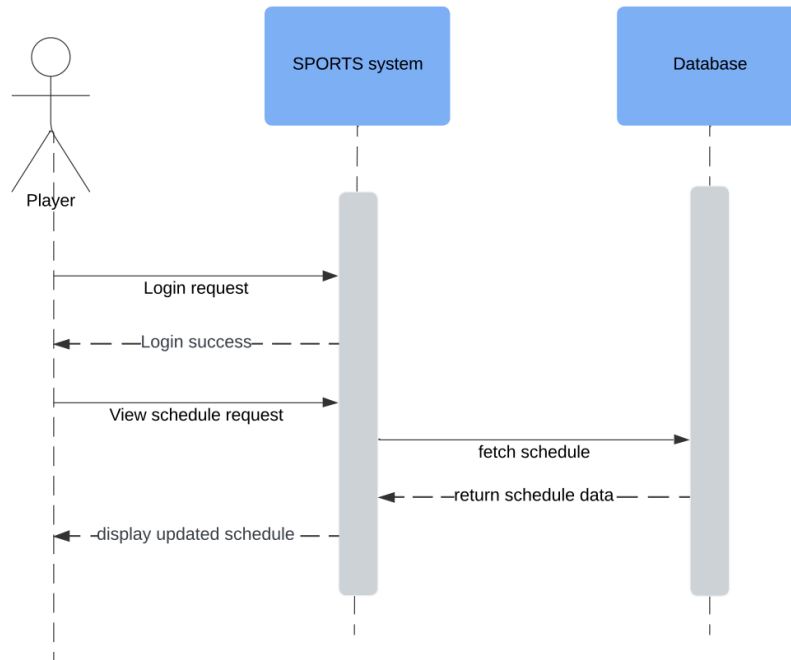 SPORTS system
Database
Player
Login request
Login success
View schedule request
fetch schedule
return schedule data
display updated schedule